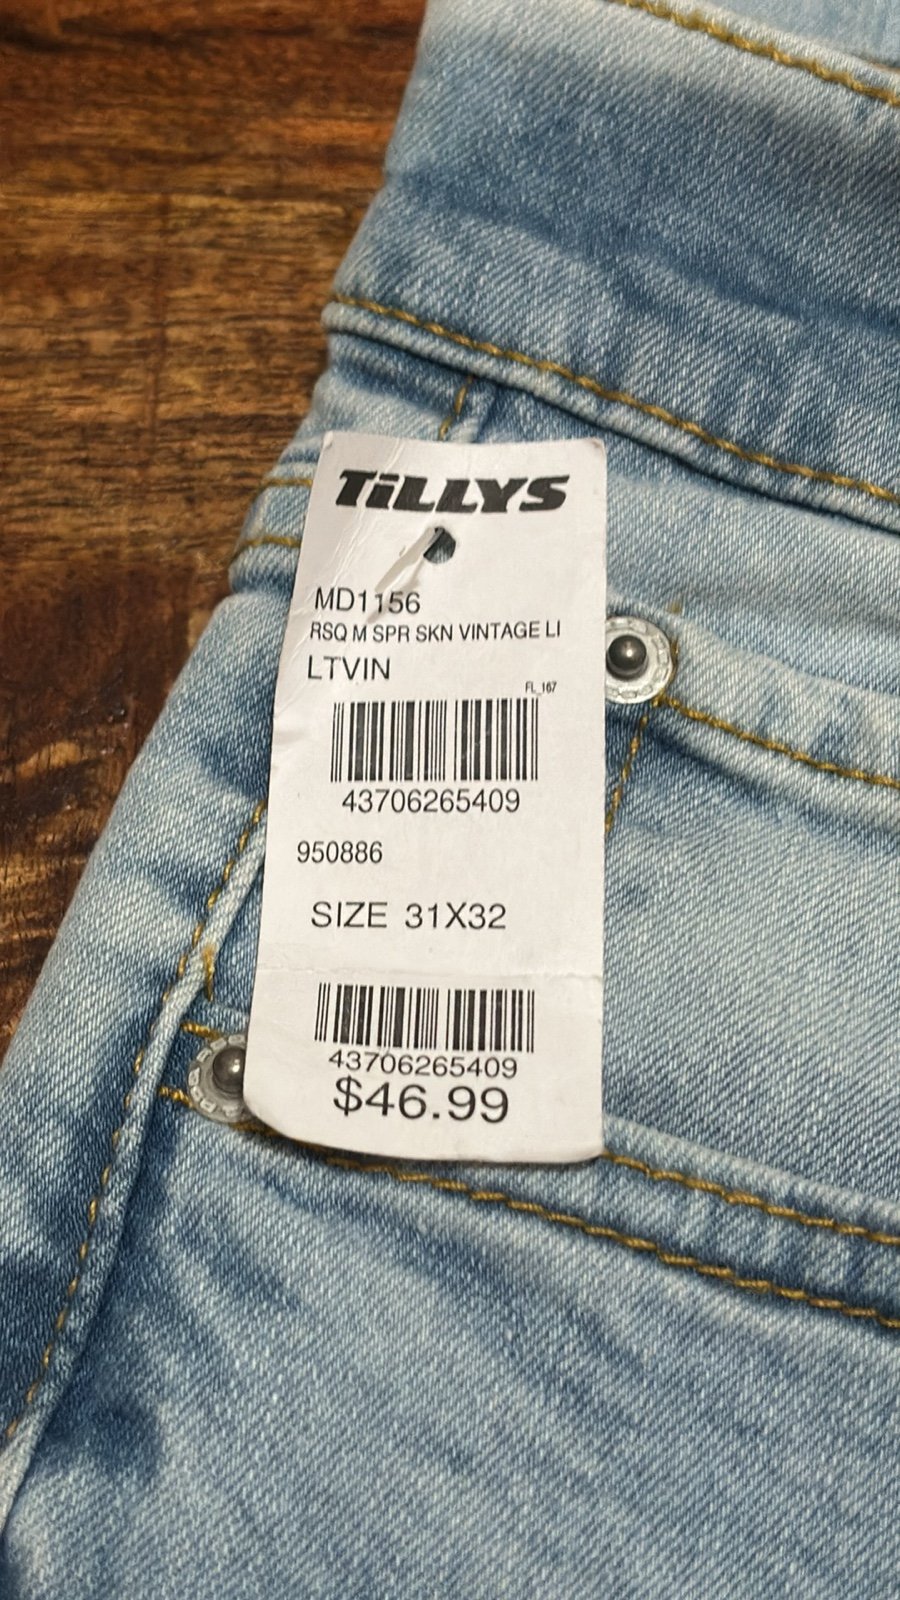 TiLLYS
MD1156
RSQ M SPR SKN VINTAGE LI
LTVIN
FL_167
43706265409
950886
SIZE 31X32
43706265409
$46.99